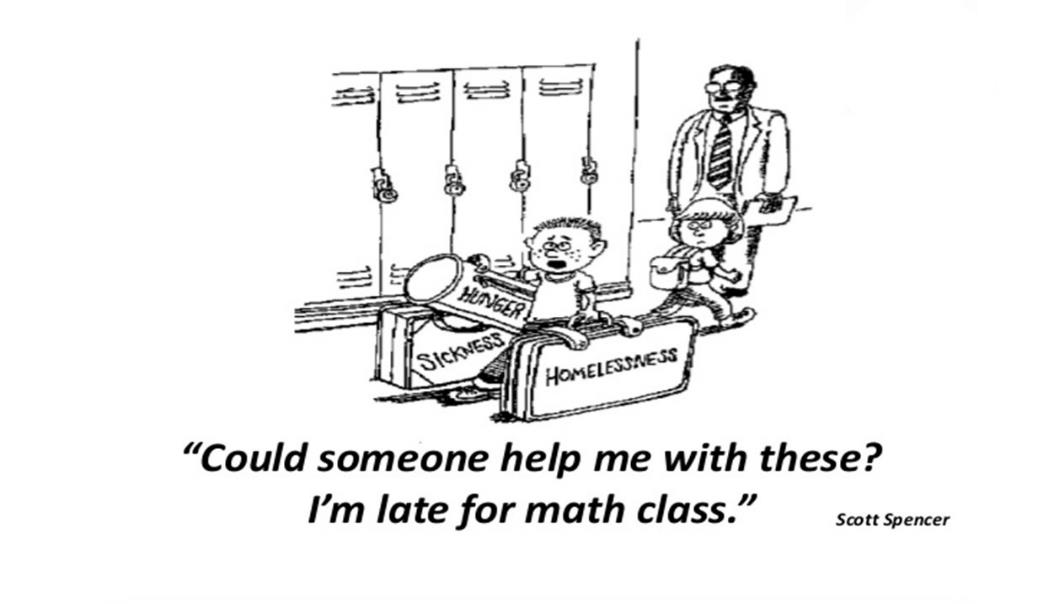 HUNGER
SICKNESS
HOMELESSNESS
“Could someone help me with these?
I’m late for math class.”
Scott Spencer